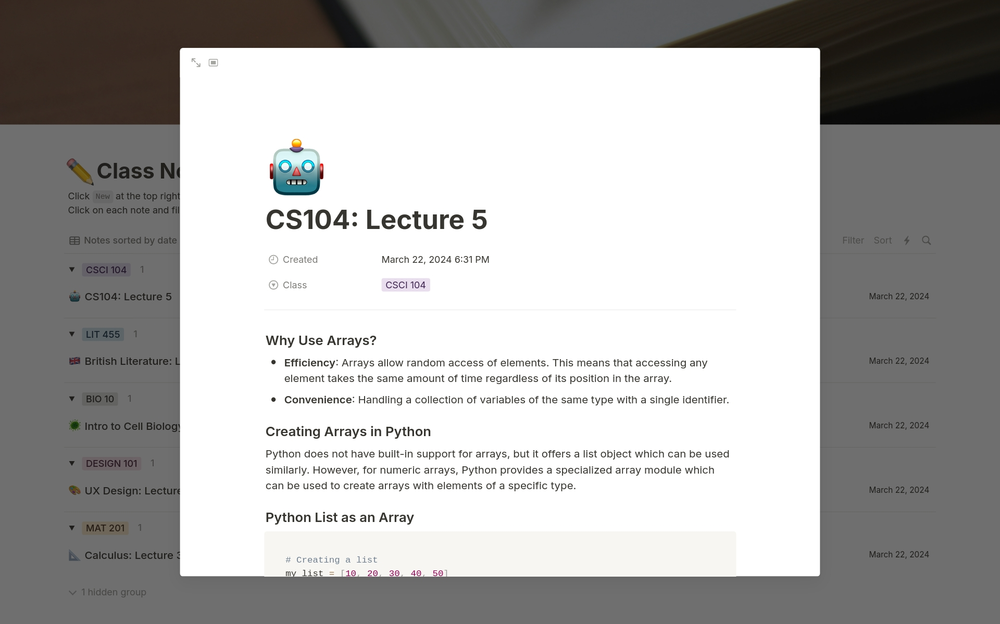 CS104: Lecture 5
Created March 22, 2024 6:31 PM
Class CSCI 104
Why Use Arrays?
Efficiency: Arrays allow random access of elements. This means that accessing any
element takes the same amount of time regardless of its position in the array.
Convenience: Handling a collection of variables of the same type with a single identifier.
Creating Arrays in Python
Python does not have built-in support for arrays, but it offers a list object which can be used
similarly. However, for numeric arrays, Python provides a specialized array module which
can be used to create arrays with elements of a specific type.
Python List as an Array
# Creating a list
my_list = [10, 20, 30, 40, 50]
Class
Click New at the top right
Click on each note and
Notes sorted by date
Filter Sort
CSCI 104 1
CS104: Lecture 5 March 22, 2024
LIT 455 1
British Literature: March 22, 2024
BIO 10 1
Intro to Cell Biology March 22, 2024
DESIGN 101 1
UX Design: Lecture March 22, 2024
MAT 201 1
Calculus: Lecture 3 March 22, 2024
1 hidden group